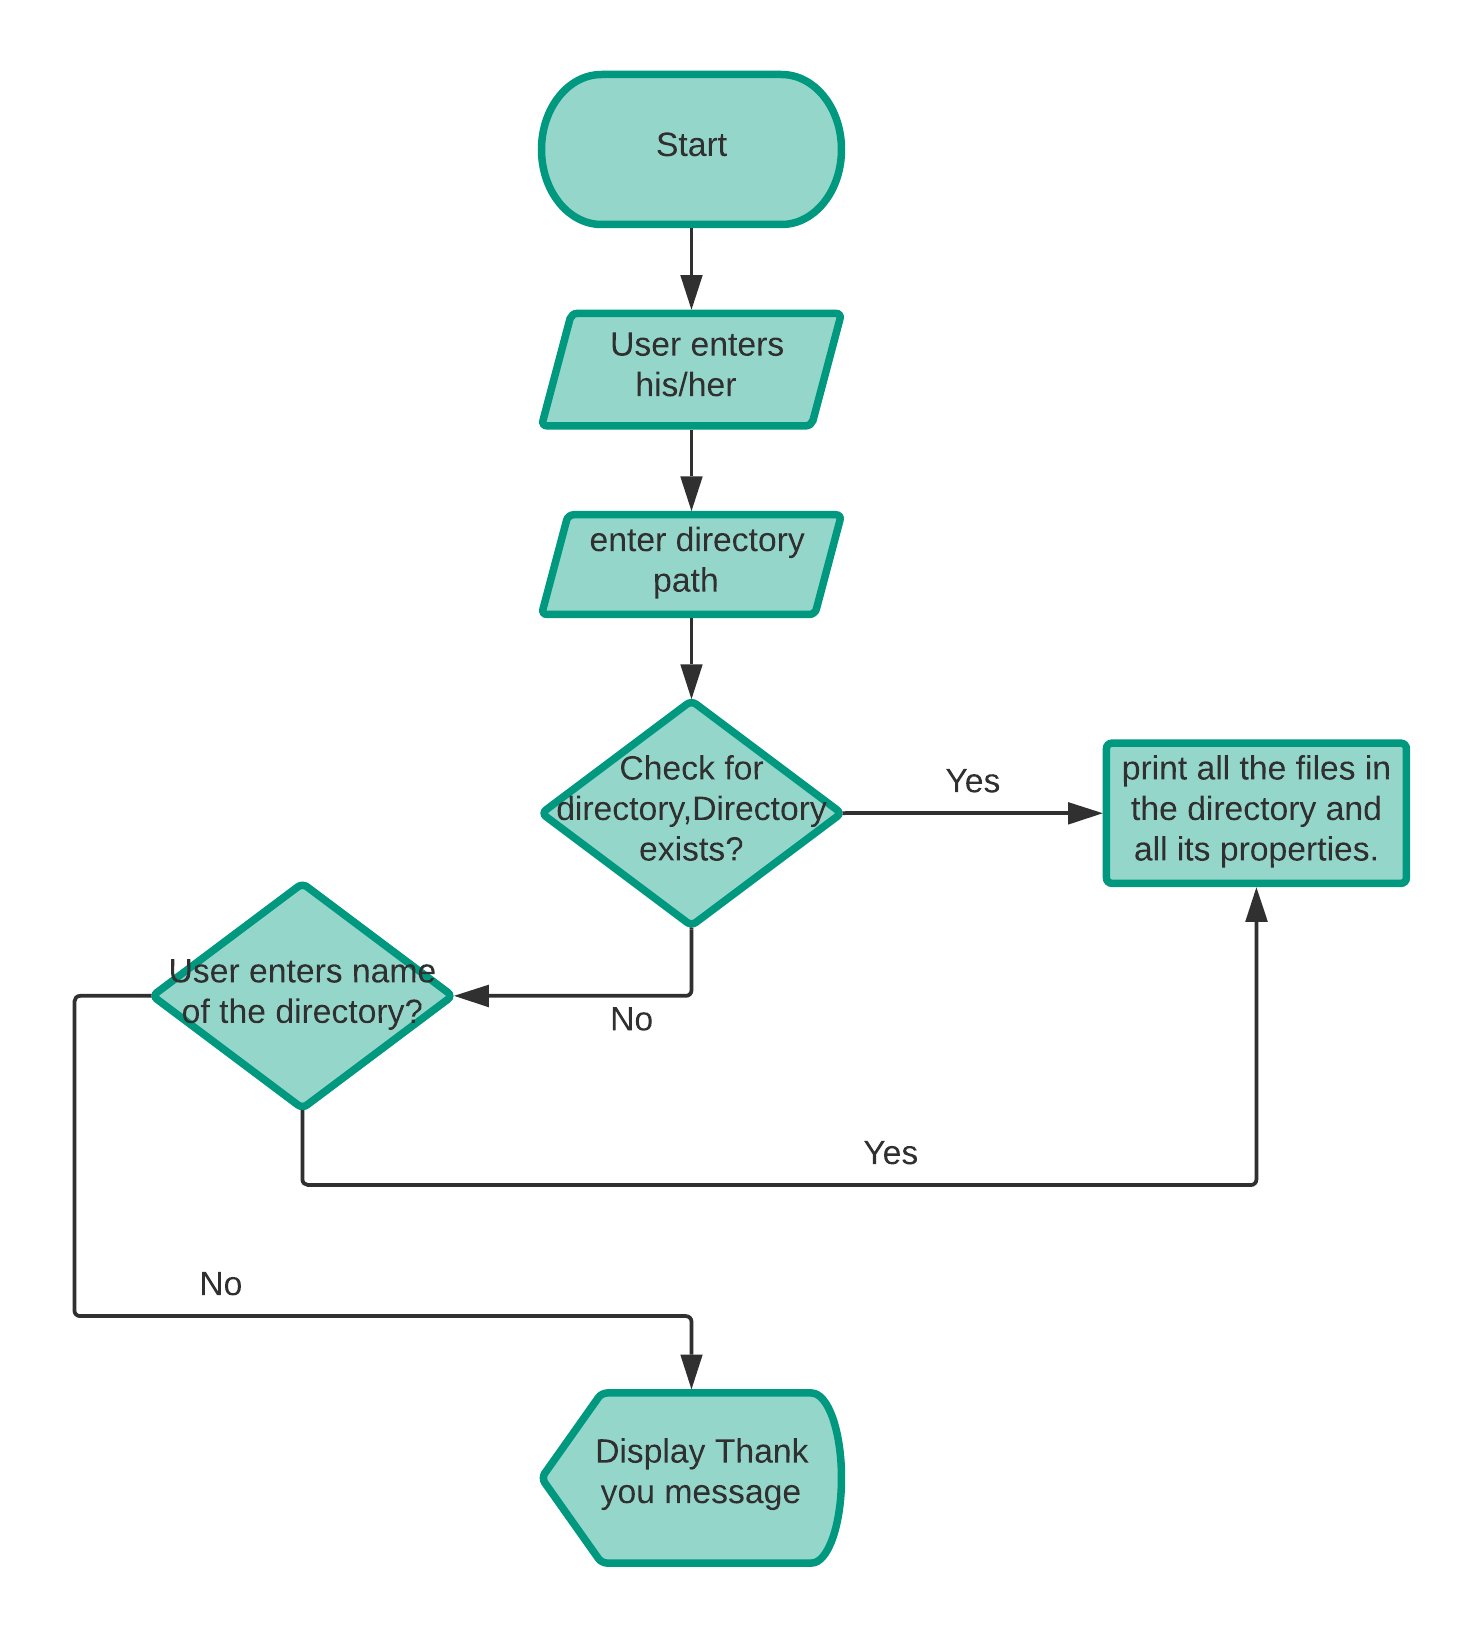 Start
User enters
his/her
enter directory
path
Check for
directory,Directory
exists?
Yes
print all the files in
the directory and
all its properties.
User enters name
of the directory?
No
Yes
No
Display Thank
you message